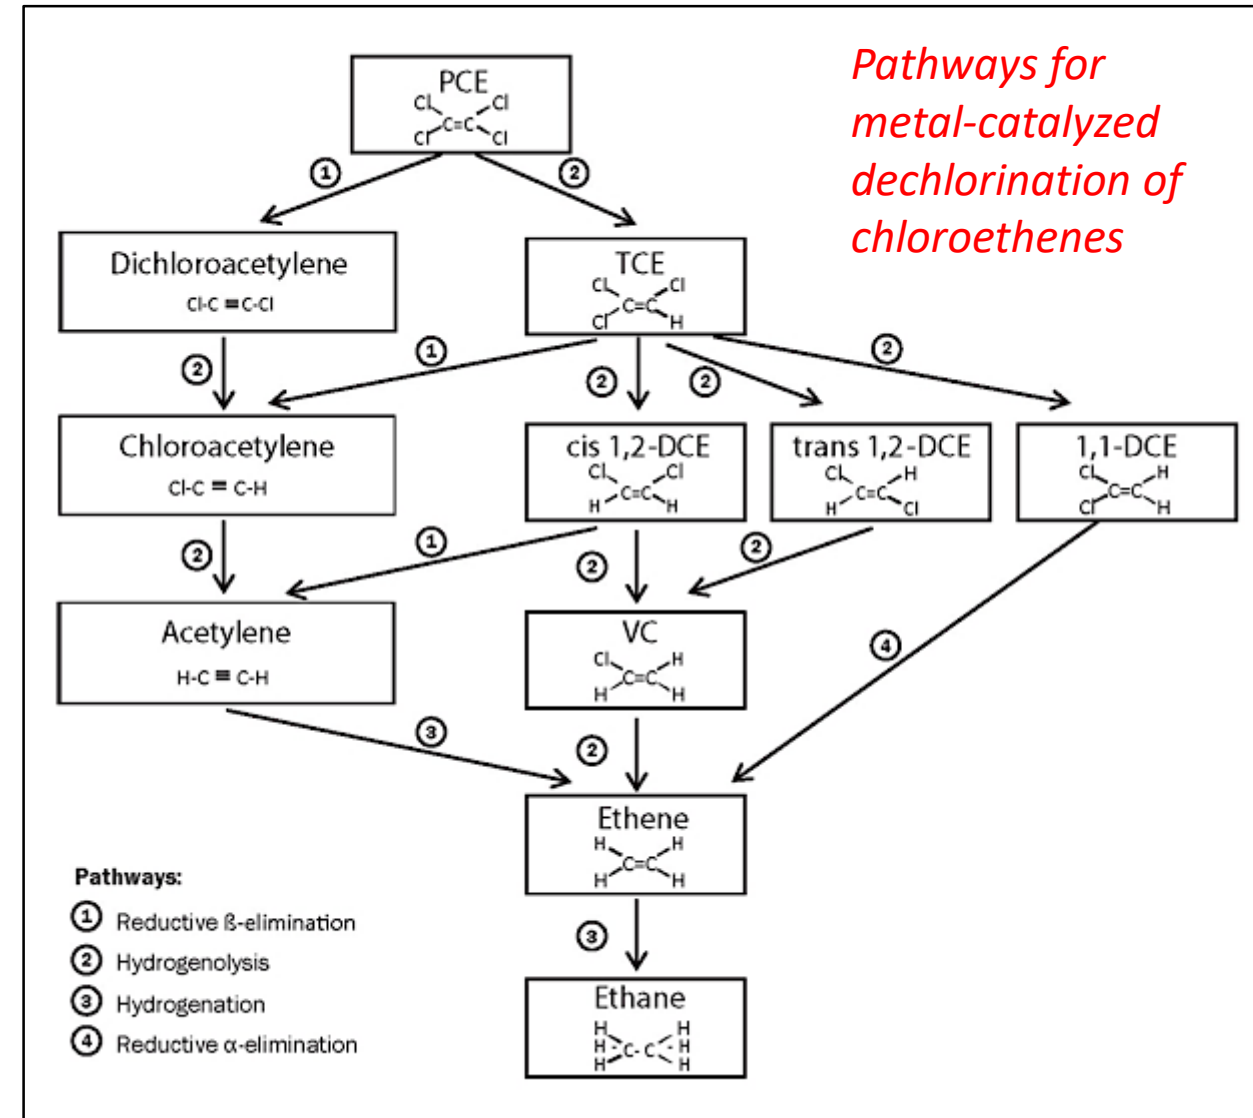 Pathways for
metal-catalyzed
dechlorination of
chloroethenes
PCE
Cl Cl
C=C
Cl Cl
1 2
Dichloroacetylene
Cl-C ≡C-Cl
TCE
Cl Cl
C=C
Cl H
2 1 2 2 2
Chloroacetylene
Cl-C ≡ C-H
cis 1,2-DCE
Cl Cl
C=C
H H
trans 1,2-DCE
Cl H
C=C
H Cl
1,1-DCE
Cl H
C=C
Cl H
2 1 2 2 4
Acetylene
H-C ≡ C-H
VC
Cl H
C=C
H H
3 2
Ethene
H H
C=C
H H
3
Ethane
H H
H - C - C - H
H H
Pathways:
1 Reductive ß-elimination
2 Hydrogenolysis
3 Hydrogenation
4 Reductive α-elimination